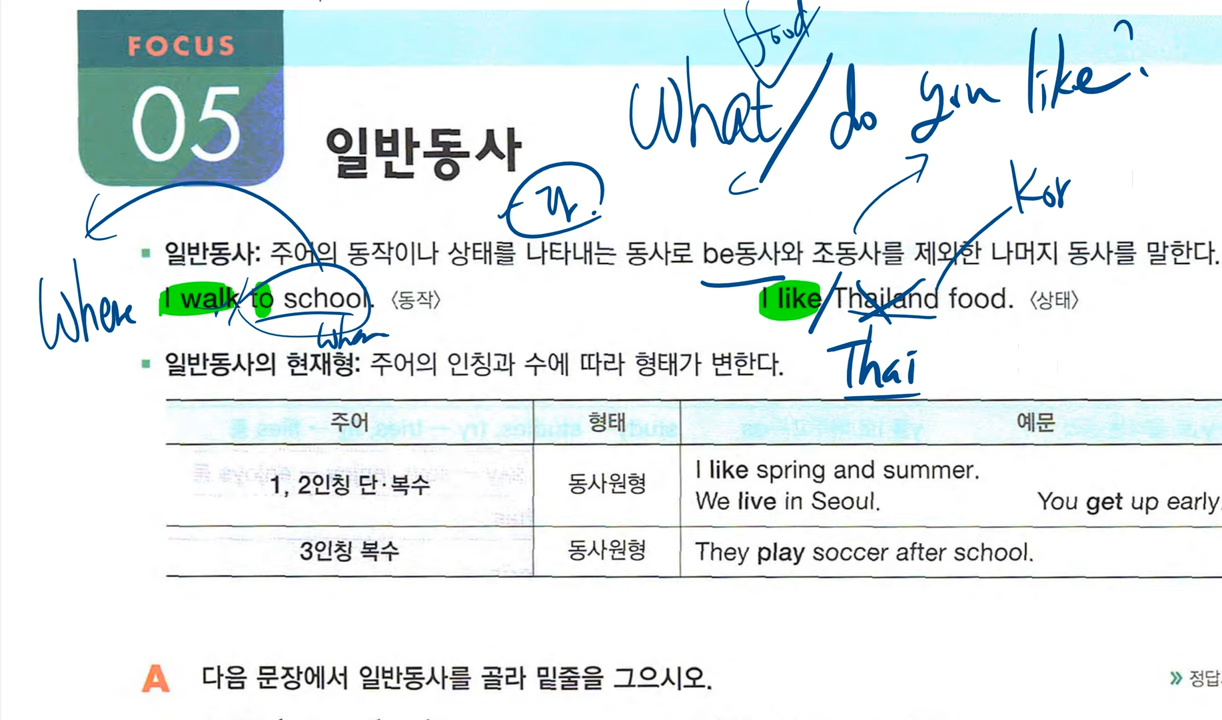 FOCUS
05
일반동사
food
What / do you like?
Kor
일반동사: 주어의 동작이나 상태를 나타내는 동사로 be동사와 조동사를 제외한 나머지 동사를 말한다.
Where
I walk to school. 〈동작〉
I like Thailand food. 〈상태〉
Thai
일반동사의 현재형: 주어의 인칭과 수에 따라 형태가 변한다.
주어 형태 예문
1, 2인칭 단·복수 동사원형 I like spring and summer.
We live in Seoul. You get up early.
3인칭 복수 동사원형 They play soccer after school.
A 다음 문장에서 일반동사를 골라 밑줄을 그으시오.
» 정답